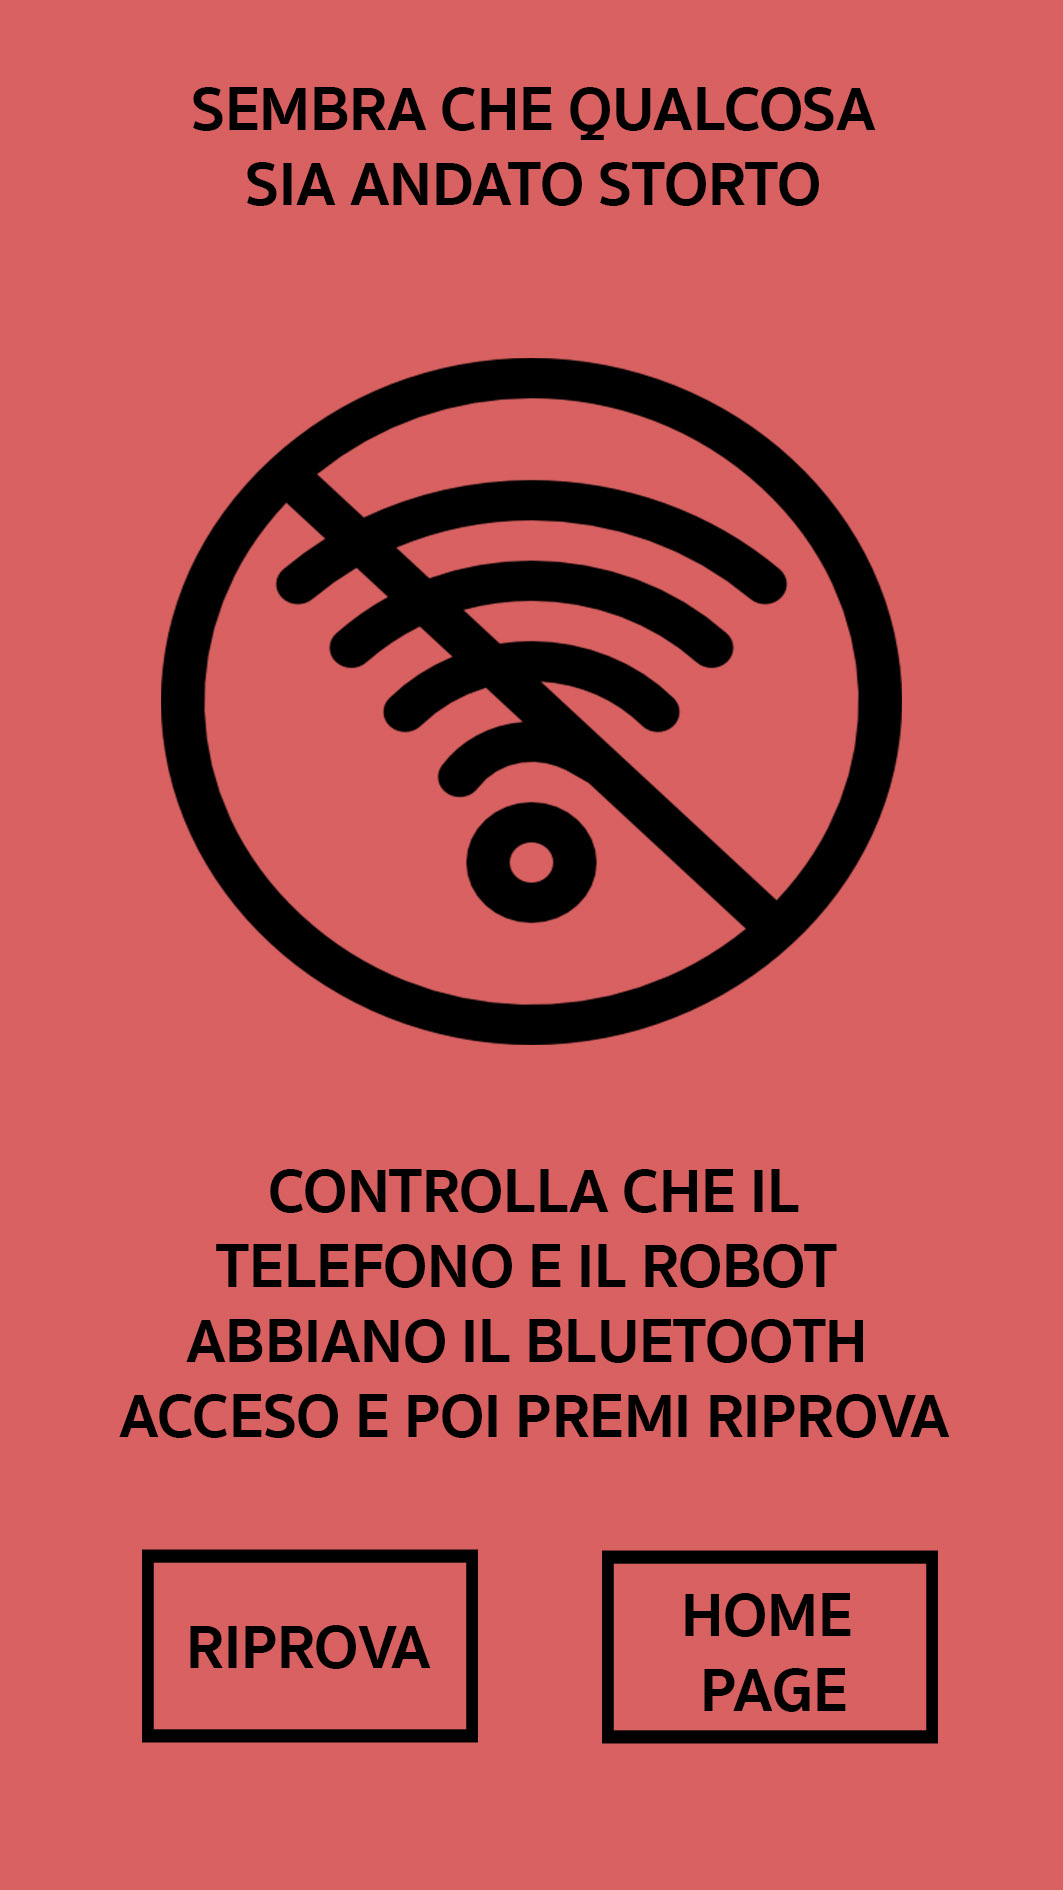 SEMBRA CHE QUALCOSA
SIA ANDATO STORTO
CONTROLLA CHE IL
TELEFONO E IL ROBOT
ABBIANO IL BLUETOOTH
ACCESO E POI PREMI RIPROVA
RIPROVA
HOME
PAGE